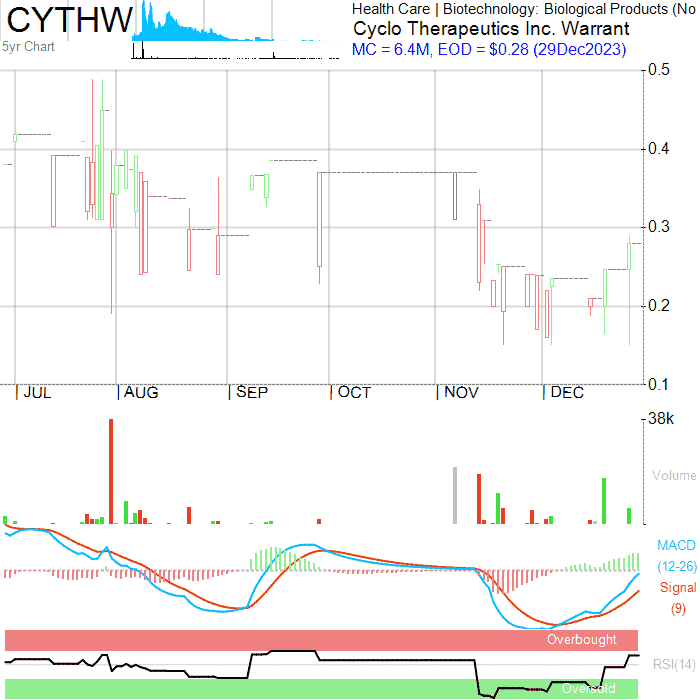 CYTHW
5yr Chart
Health Care | Biotechnology: Biological Products (No
Cyclo Therapeutics Inc. Warrant
MC = 6.4M, EOD = $0.28 (29Dec2023)
0.5
0.4
0.3
0.2
0.1
| JUL | AUG | SEP | OCT | NOV | DEC
38k
Volume
MACD
(12-26)
Signal
(9)
Overbought
RSI(14)
Oversold